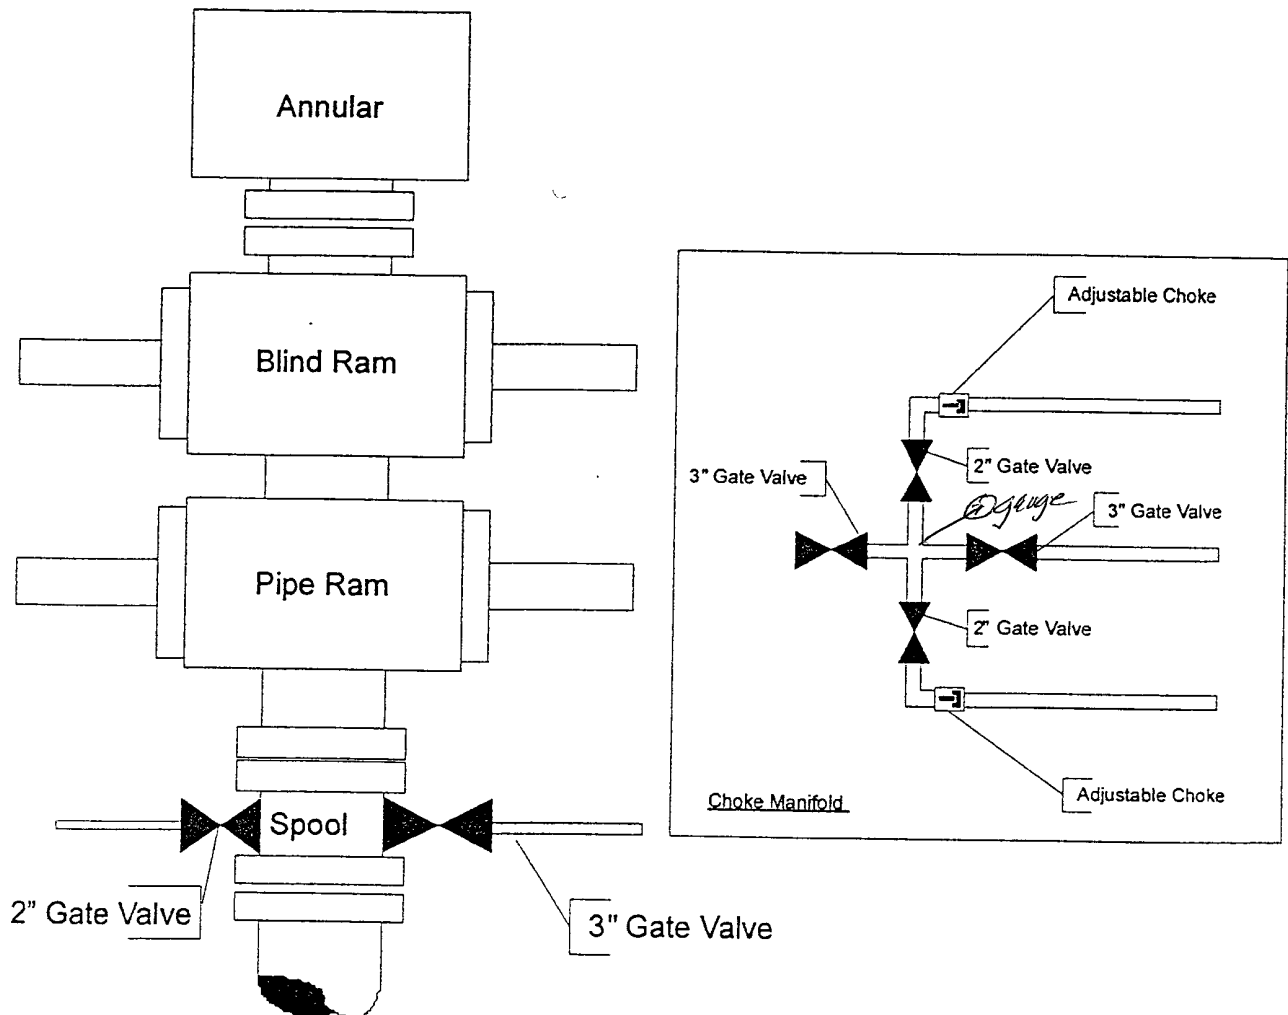 Annular
Blind Ram
Pipe Ram
Spool
2" Gate Valve
3" Gate Valve
Adjustable Choke
2" Gate Valve
3" Gate Valve
gauge
3" Gate Valve
2" Gate Valve
Adjustable Choke
Choke Manifold